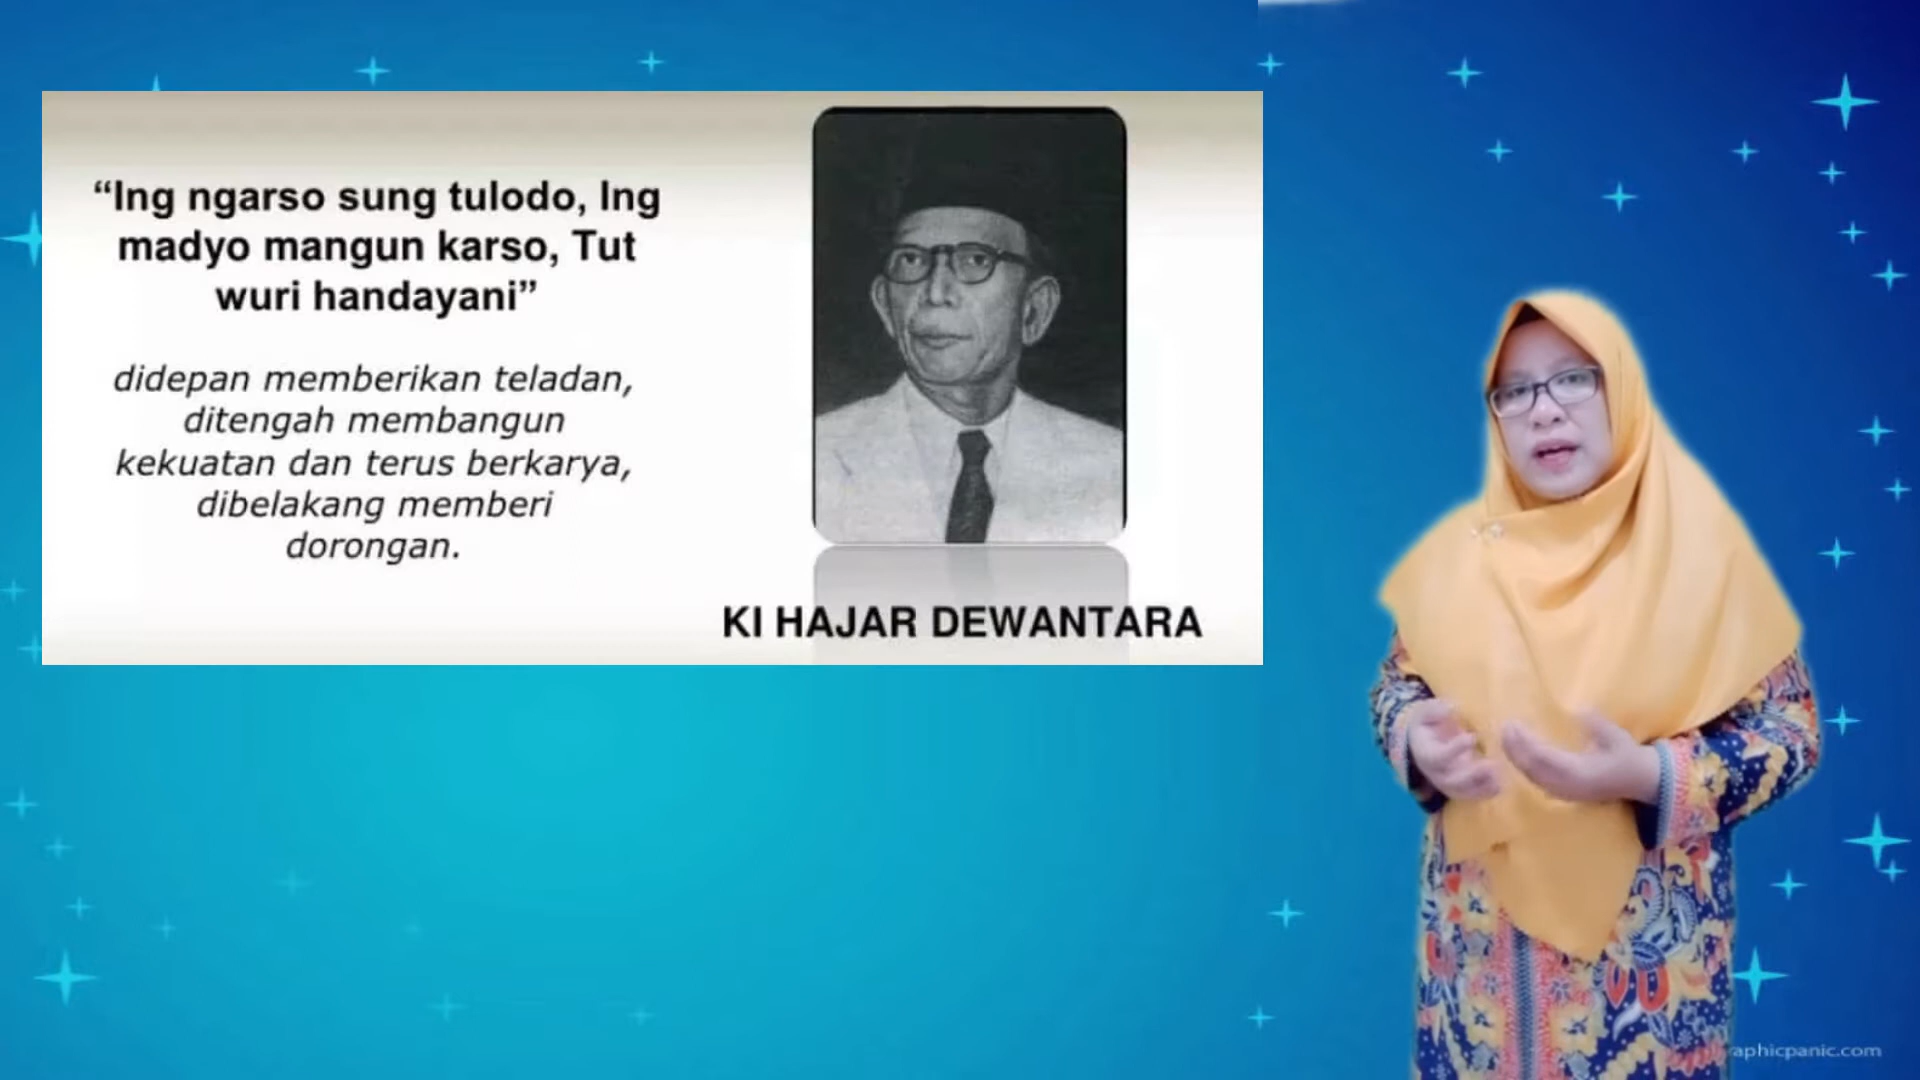 “Ing ngarso sung tulodo, Ing
madyo mangun karso, Tut
wuri handayani”
didepan memberikan teladan,
ditengah membangun
kekuatan dan terus berkarya,
dibelakang memberi
dorongan.
KI HAJAR DEWANTARA
aphicpanic.com